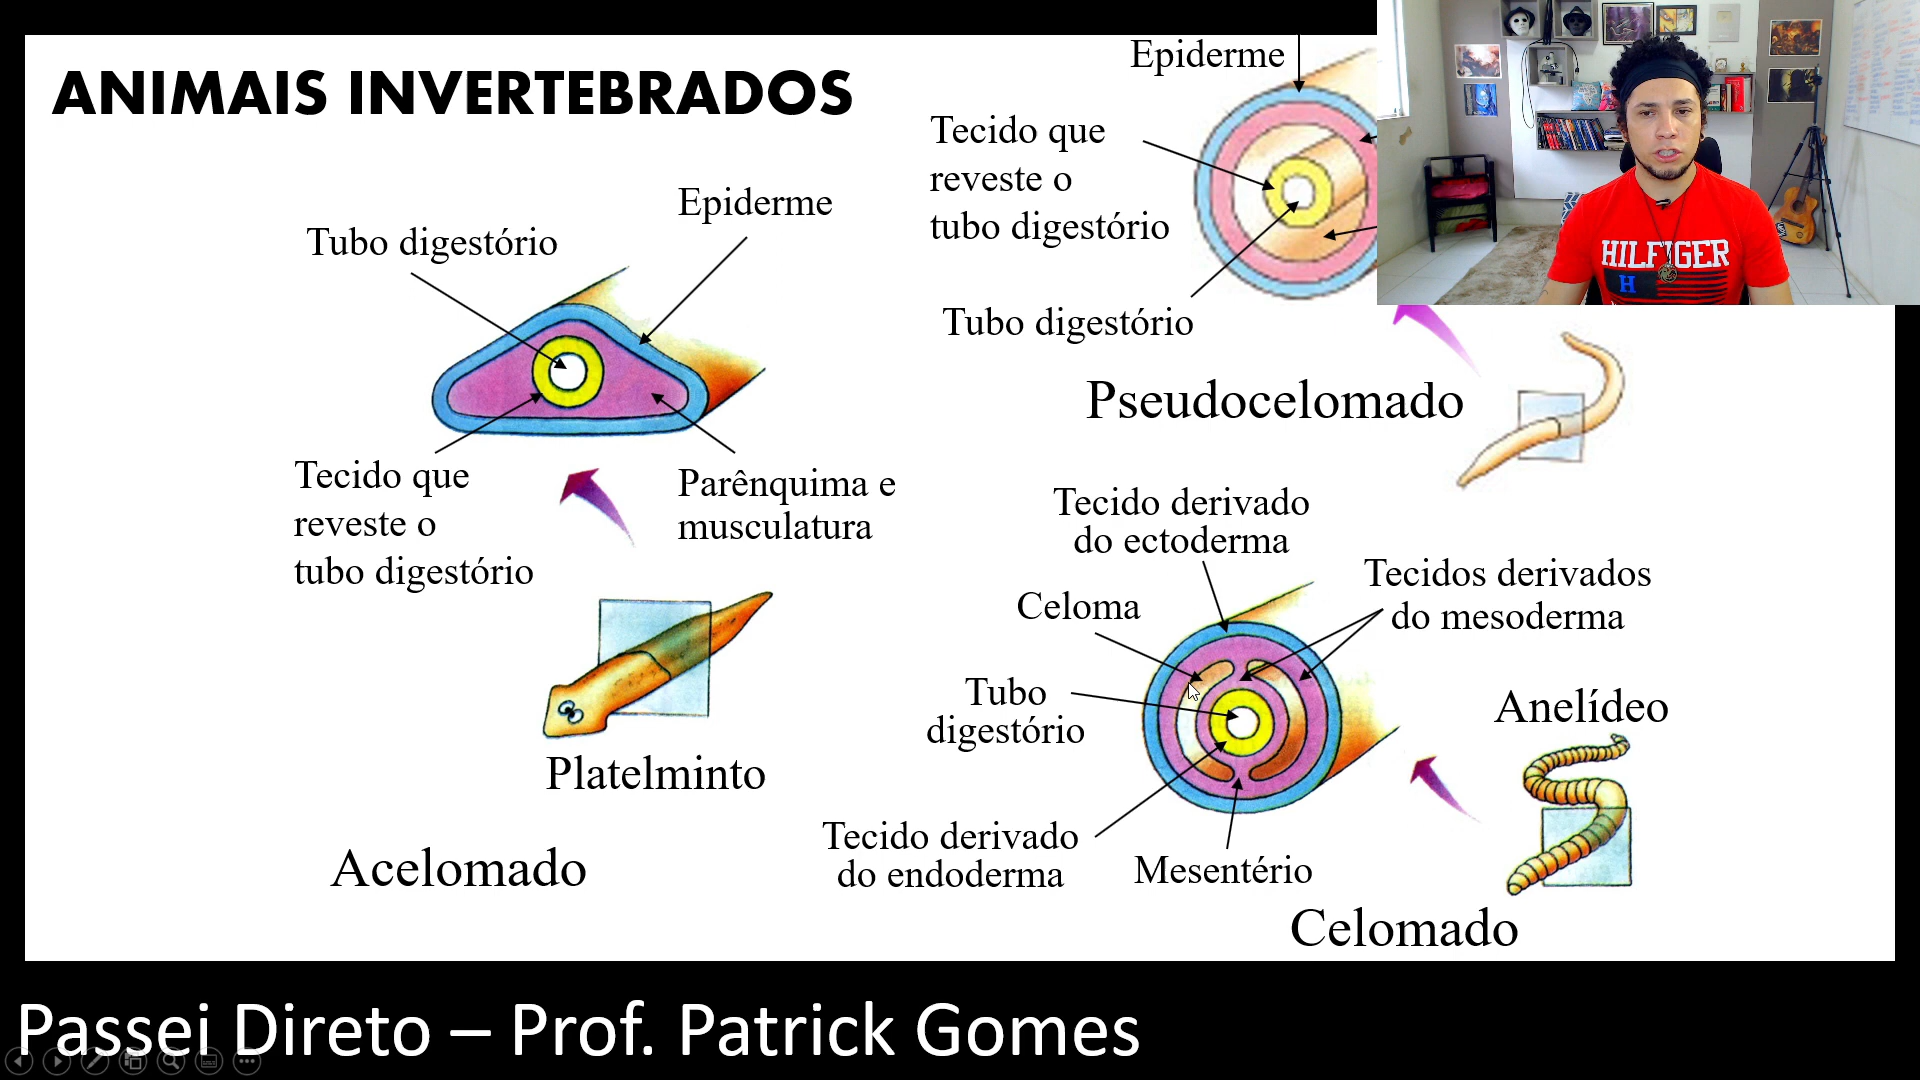 ANIMAIS INVERTEBRADOS
Epiderme
Tecido que
reveste o
tubo digestório
Tubo digestório
Pseudocelomado
Epiderme
Tubo digestório
Tecido que
reveste o
tubo digestório
Parênquima e
musculatura
Platelminto
Acelomado
Tecido derivado
do ectoderma
Tecidos derivados
do mesoderma
Celoma
Tubo
digestório
Tecido derivado
do endoderma
Mesentério
Anelídeo
Celomado
HILFIGER
H
Passei Direto – Prof. Patrick Gomes